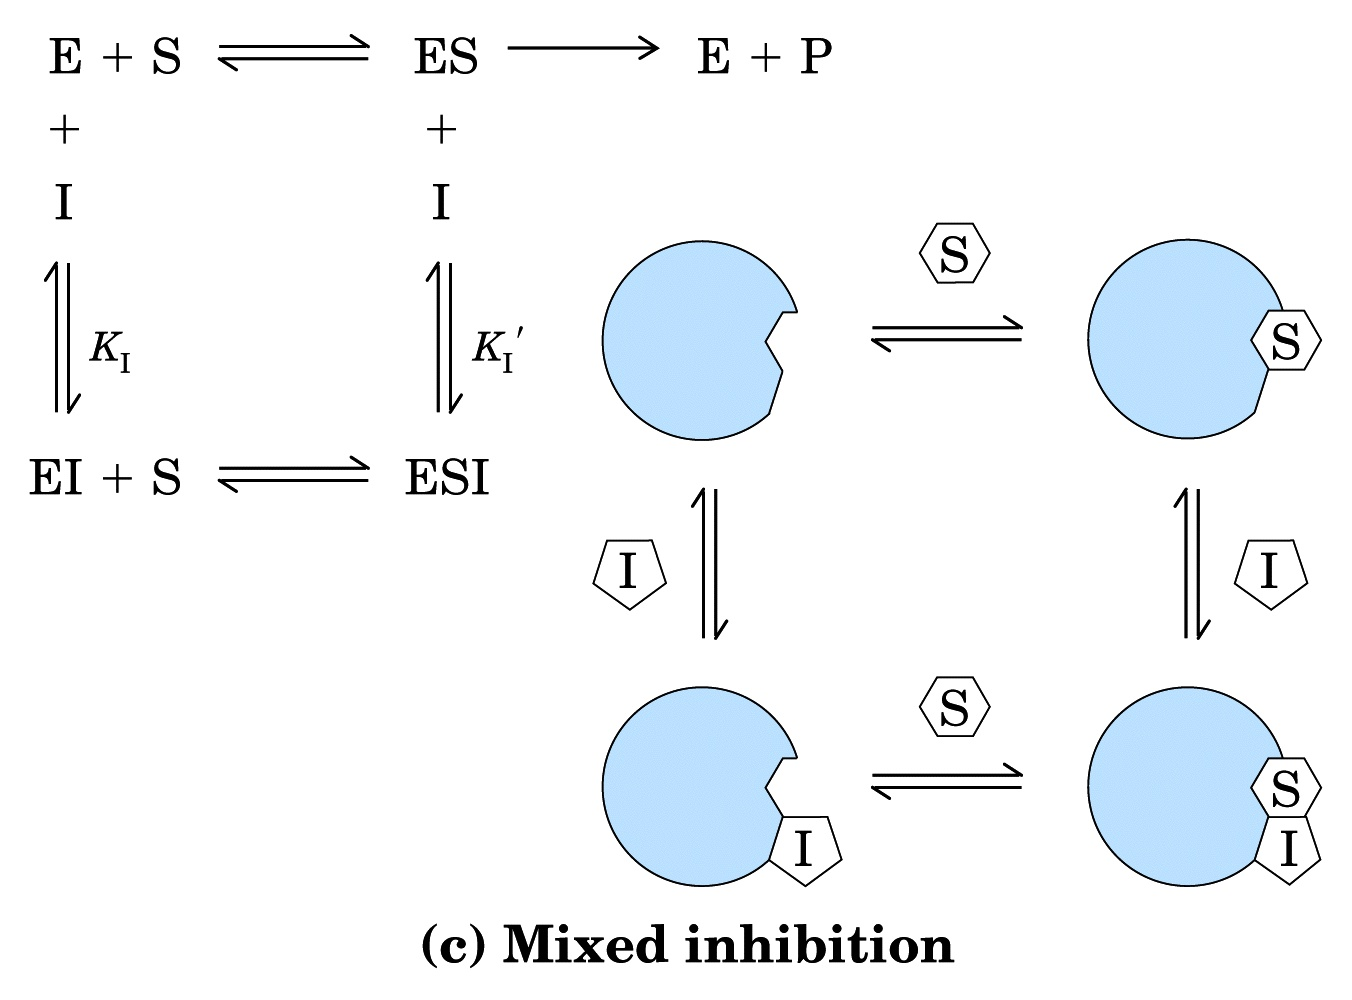 E + S ⇌ ES → E + P
+ +
I I
S
K_I K_I′
S
EI + S ⇌ ESI
I I
S
S
I I
(c) Mixed inhibition